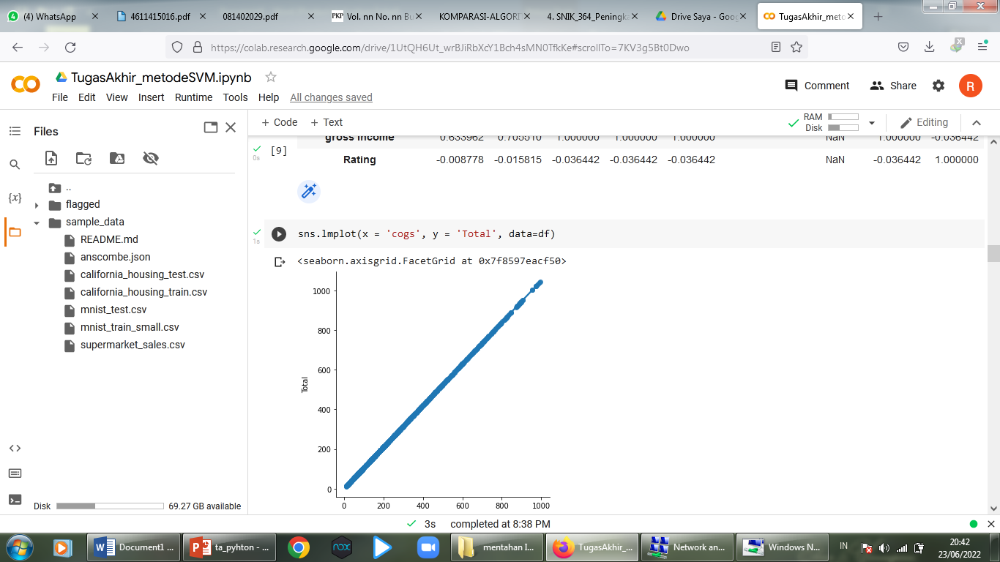 (4) WhatsApp
4611415016.pdf
081402029.pdf
PKP Vol. nn No. nn Bu
KOMPARASI-ALGORI
4. SNIK_364_Peningka
Drive Saya - Goog
TugasAkhir_meto
https://colab.research.google.com/drive/1UtQH6Ut_wrBJiRbXcY1Bch4sMN0TfkKe#scrollTo=7KV3g5Bt0Dwo
TugasAkhir_metodeSVM.ipynb
Comment
Share
R
File Edit View Insert Runtime Tools Help All changes saved
Files
+ Code + Text
RAM
Disk
Editing
{x}
..
flagged
sample_data
README.md
anscombe.json
california_housing_test.csv
california_housing_train.csv
mnist_test.csv
mnist_train_small.csv
supermarket_sales.csv
Disk 69.27 GB available
gross income 0.633962 0.705510 1.000000 1.000000 1.000000 NaN 1.000000 -0.036442
0s [9]
Rating -0.008778 -0.015815 -0.036442 -0.036442 -0.036442 NaN -0.036442 1.000000
1s
sns.lmplot(x = 'cogs', y = 'Total', data=df)
<seaborn.axisgrid.FacetGrid at 0x7f8597eacf50>
1000
800
600
400
200
0
Total
0 200 400 600 800 1000
3s completed at 8:38 PM
Document1 ...
ta_pyhton - ...
nox
mentahan I...
TugasAkhir_...
Network an...
Windows N...
IN
20:42
23/06/2022